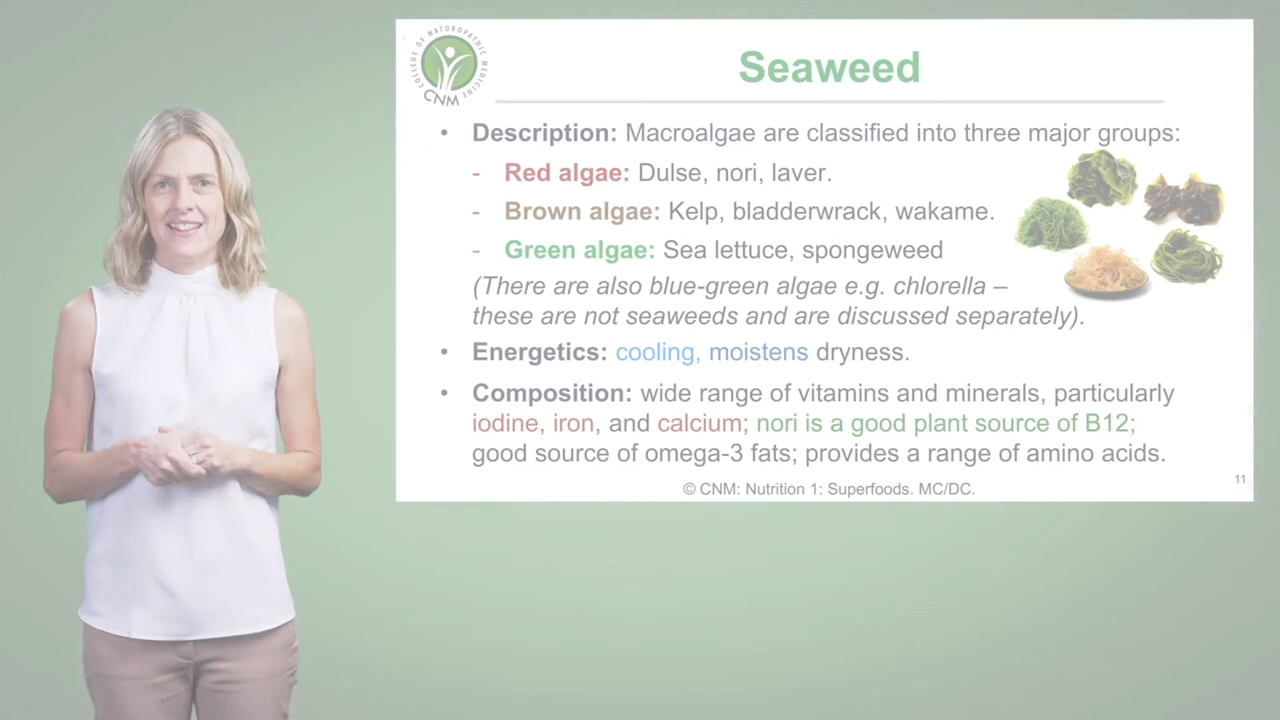 COLLEGE OF NATUROPATHIC MEDICINE
CNM
Seaweed
• Description: Macroalgae are classified into three major groups:
- Red algae: Dulse, nori, laver.
- Brown algae: Kelp, bladderwrack, wakame.
- Green algae: Sea lettuce, spongeweed
(There are also blue-green algae e.g. chlorella –
these are not seaweeds and are discussed separately).
• Energetics: cooling, moistens dryness.
• Composition: wide range of vitamins and minerals, particularly
iodine, iron, and calcium; nori is a good plant source of B12;
good source of omega-3 fats; provides a range of amino acids.
© CNM: Nutrition 1: Superfoods. MC/DC.
11